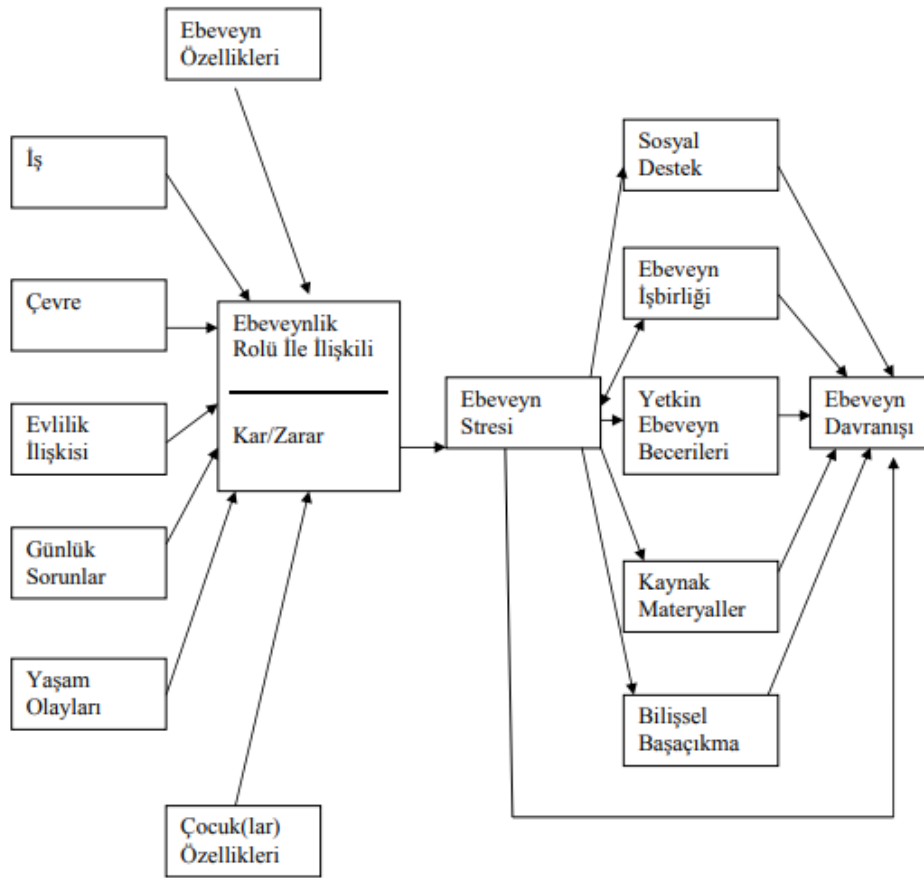 Ebeveyn
Özellikleri
İş
Çevre
Evlilik
İlişkisi
Günlük
Sorunlar
Yaşam
Olayları
Çocuk(lar)
Özellikleri
Ebeveynlik
Rolü İle İlişkili
Kar/Zarar
Ebeveyn
Stresi
Sosyal
Destek
Ebeveyn
İşbirliği
Yetkin
Ebeveyn
Becerileri
Kaynak
Materyaller
Bilişsel
Başaçıkma
Ebeveyn
Davranışı